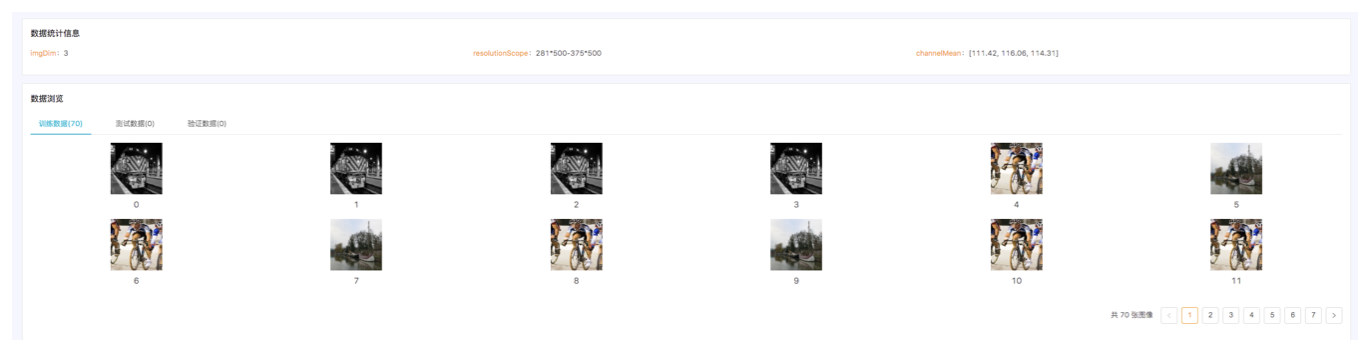 数据统计信息
imgDim: 3 resolutionScope: 281*500-375*500 channelMean: [111.42, 116.06, 114.31]
数据浏览
训练数据(70) 测试数据(0) 验证数据(0)
0 1 2 3 4 5
6 7 8 9 10 11
共 70 张图像 < 1 2 3 4 5 6 7 >